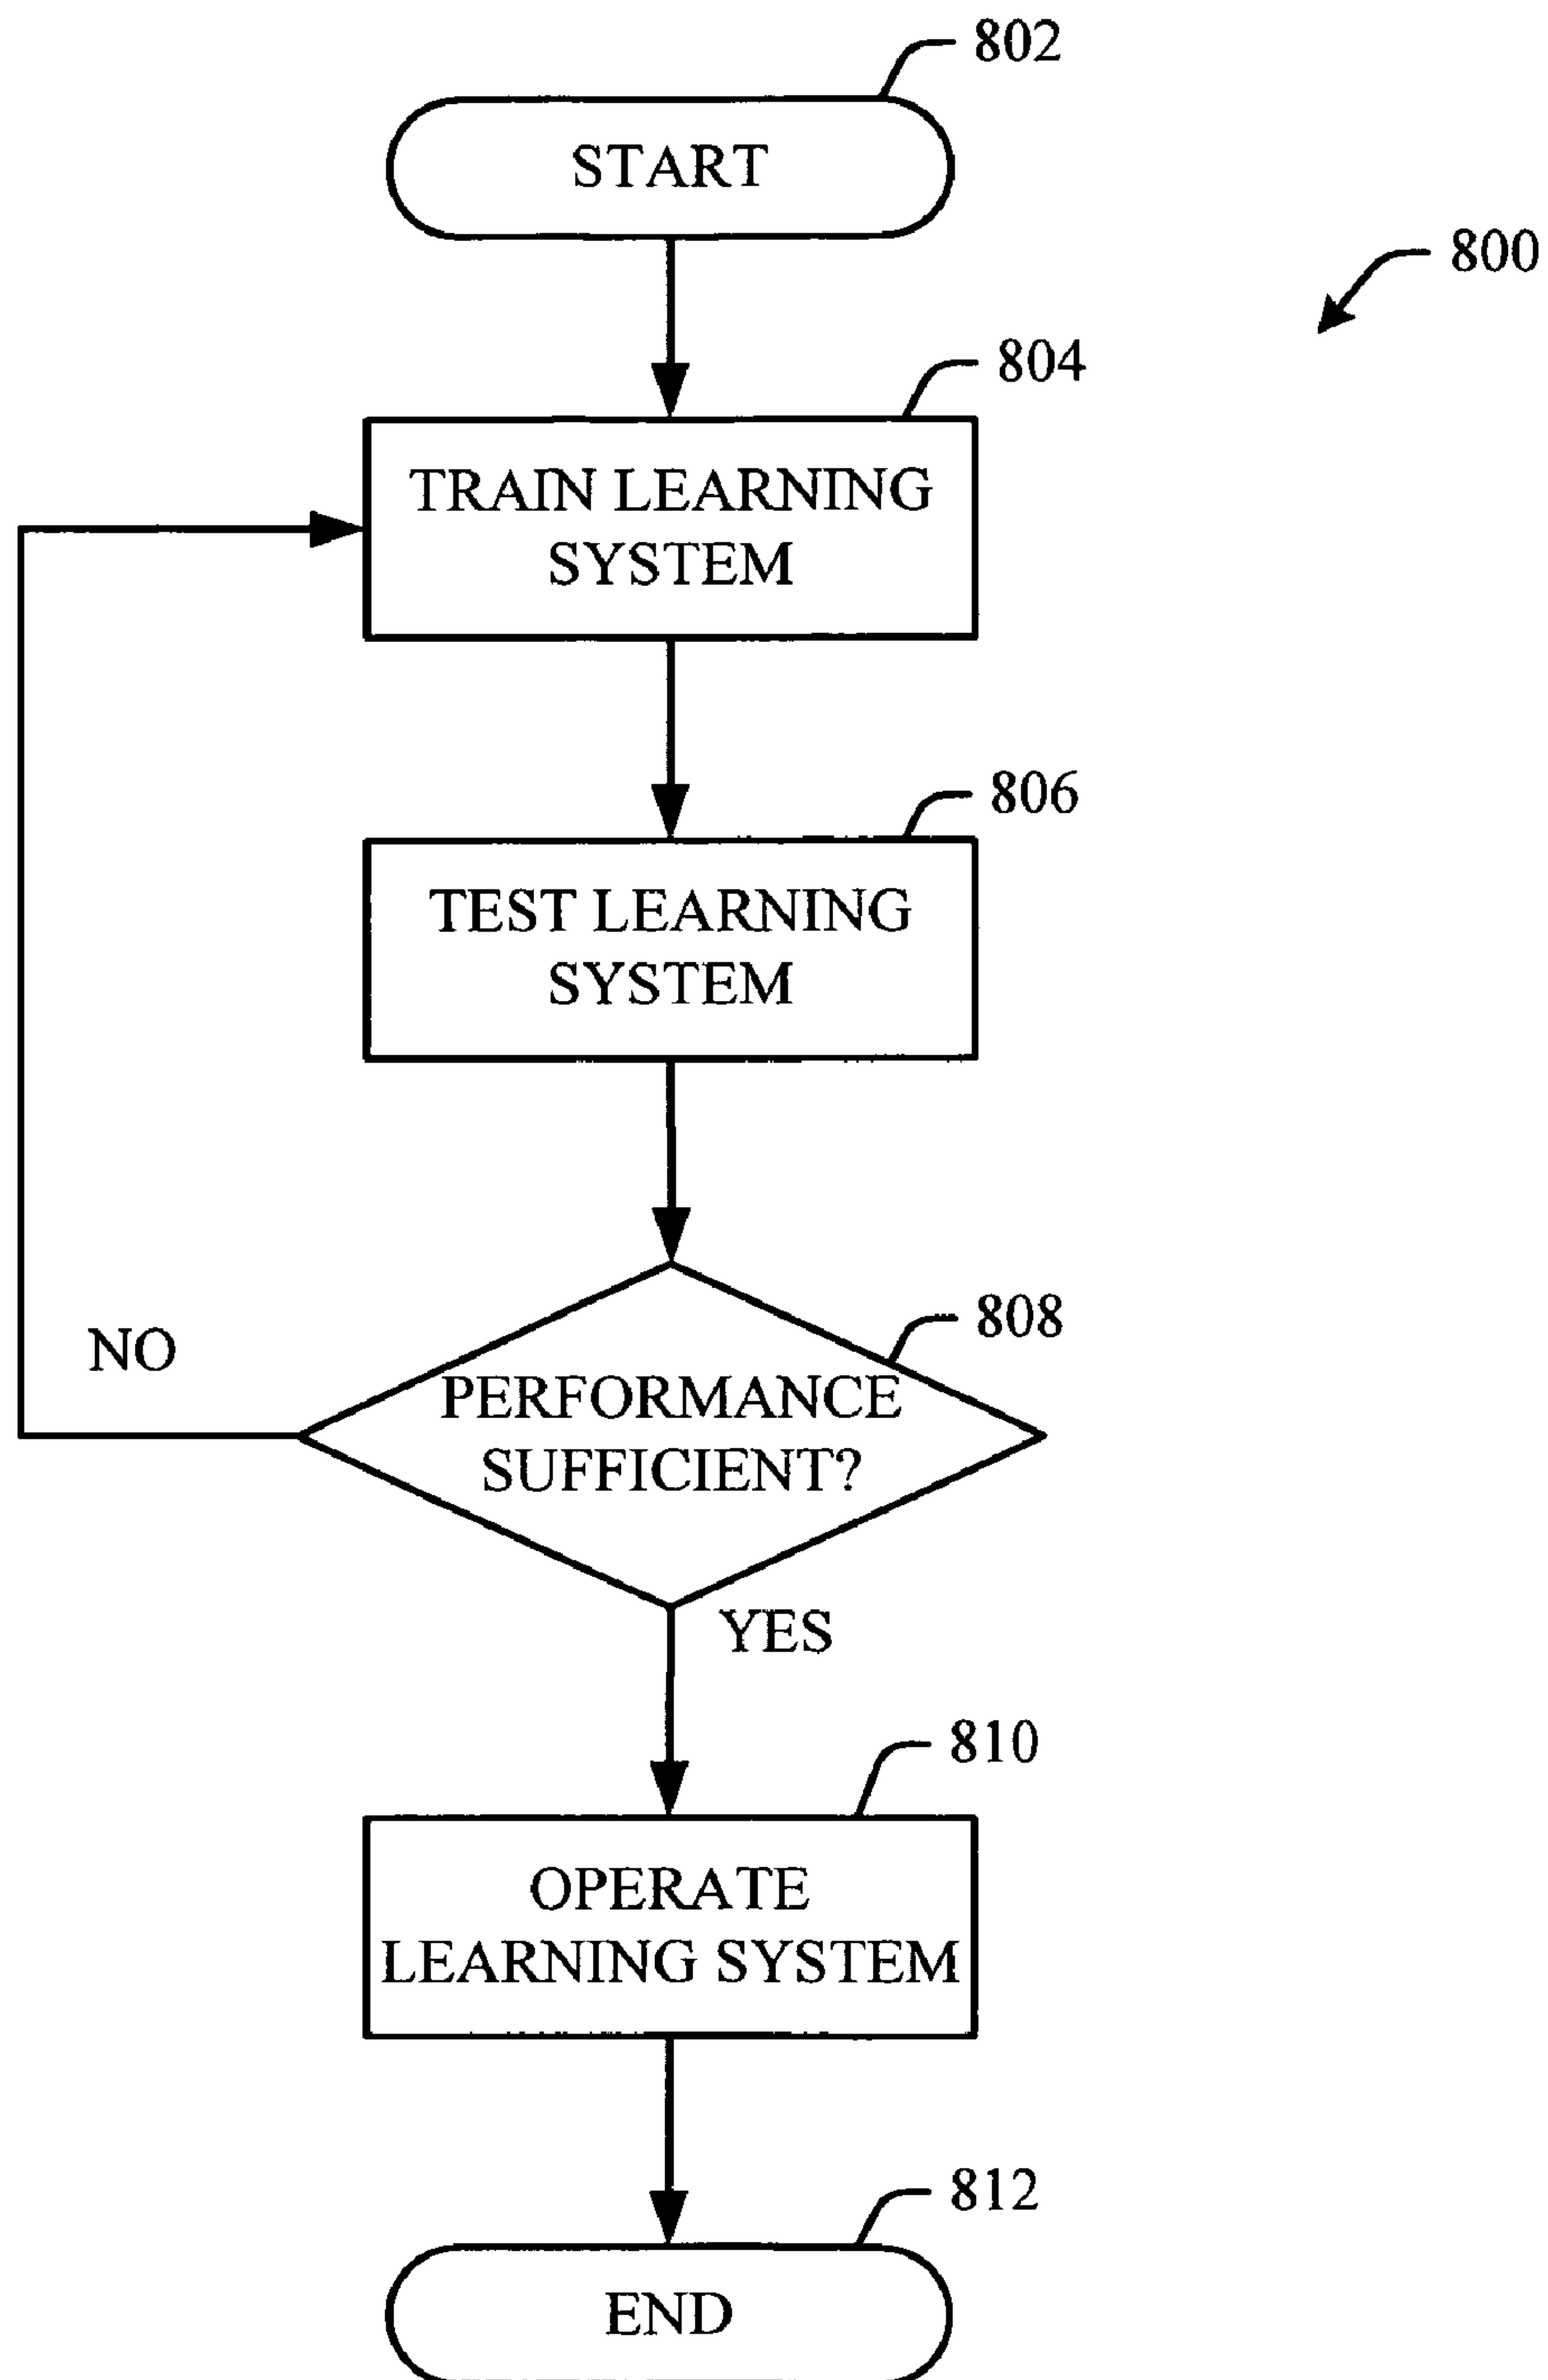 802
START
800
804
TRAIN LEARNING
SYSTEM
806
TEST LEARNING
SYSTEM
808
NO
PERFORMANCE
SUFFICIENT?
YES
810
OPERATE
LEARNING SYSTEM
812
END